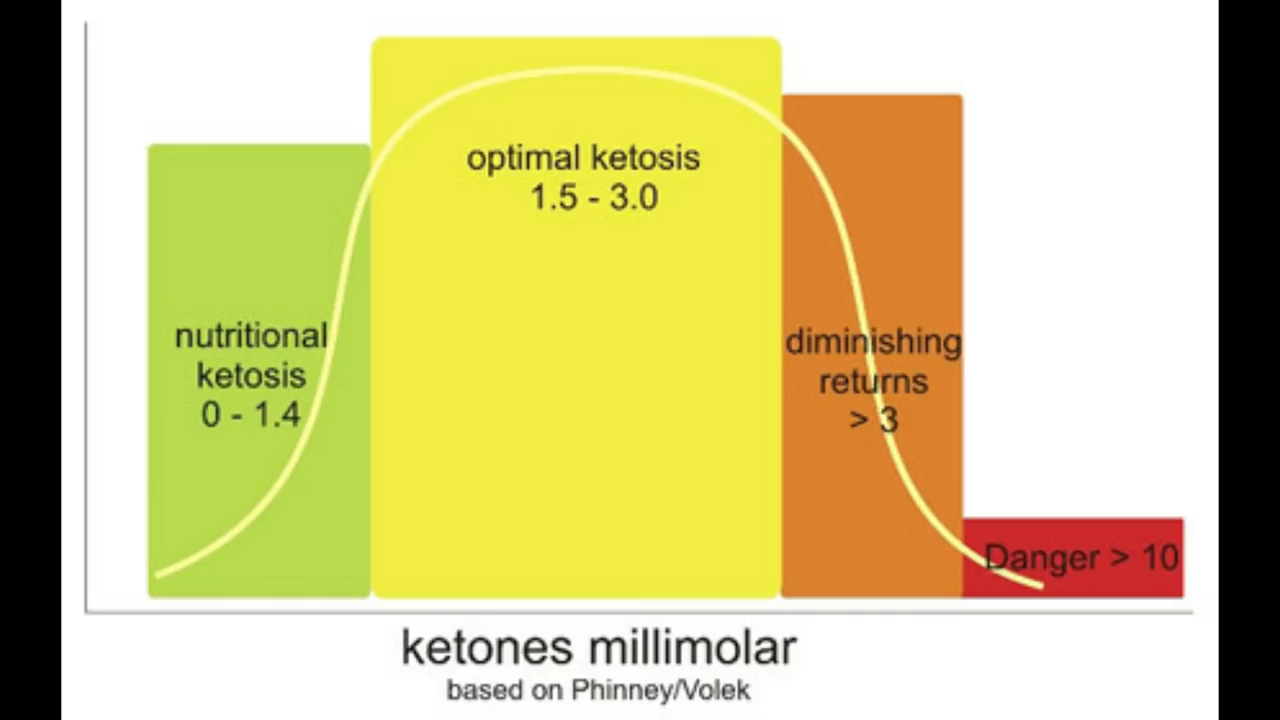 optimal ketosis
1.5 - 3.0
nutritional
ketosis
0 - 1.4
diminishing
returns
> 3
Danger > 10
ketones millimolar
based on Phinney/Volek